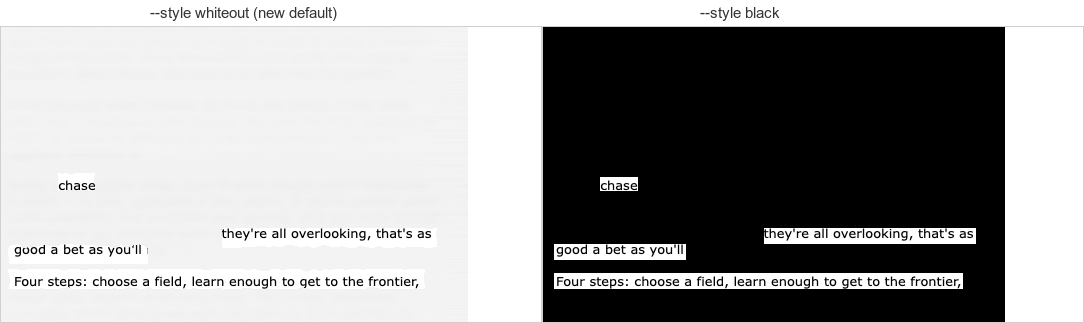 --style whiteout (new default)
--style black
chase
they're all overlooking, that's as
good a bet as you'll
Four steps: choose a field, learn enough to get to the frontier,
chase
they're all overlooking, that's as
good a bet as you'll
Four steps: choose a field, learn enough to get to the frontier,